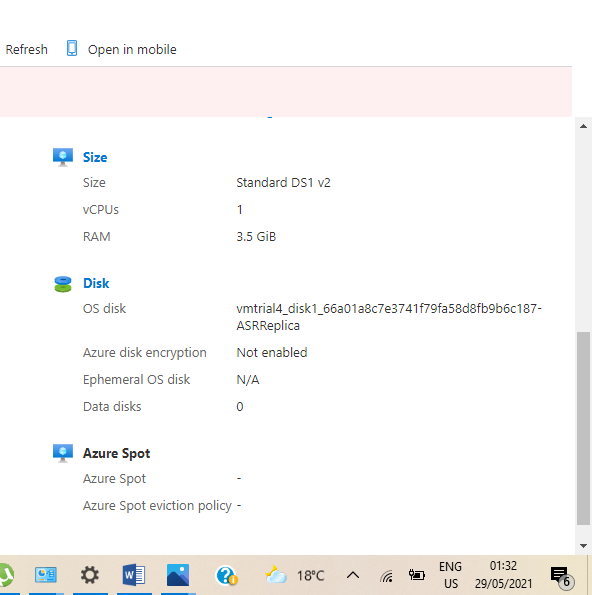 Refresh Open in mobile
Size
Size Standard DS1 v2
vCPUs 1
RAM 3.5 GiB
Disk
OS disk vmtrial4_disk1_66a01a8c7e3741f79fa58d8fb9b6c187-
ASRReplica
Azure disk encryption Not enabled
Ephemeral OS disk N/A
Data disks 0
Azure Spot
Azure Spot -
Azure Spot eviction policy -
18°C ENG 01:32
US 29/05/2021 6